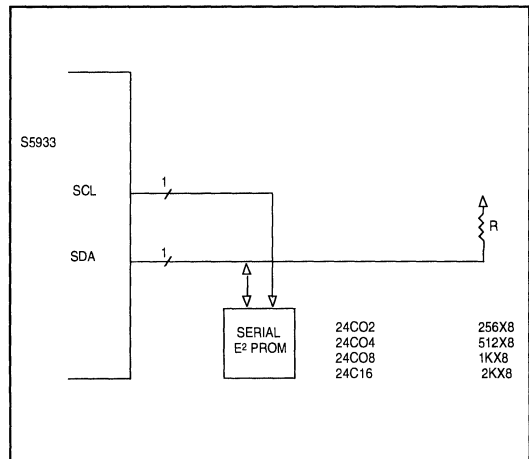 S5933
1
SCL
R
1
SDA
SERIAL
E² PROM
24CO2 256X8
24CO4 512X8
24CO8 1KX8
24C16 2KX8